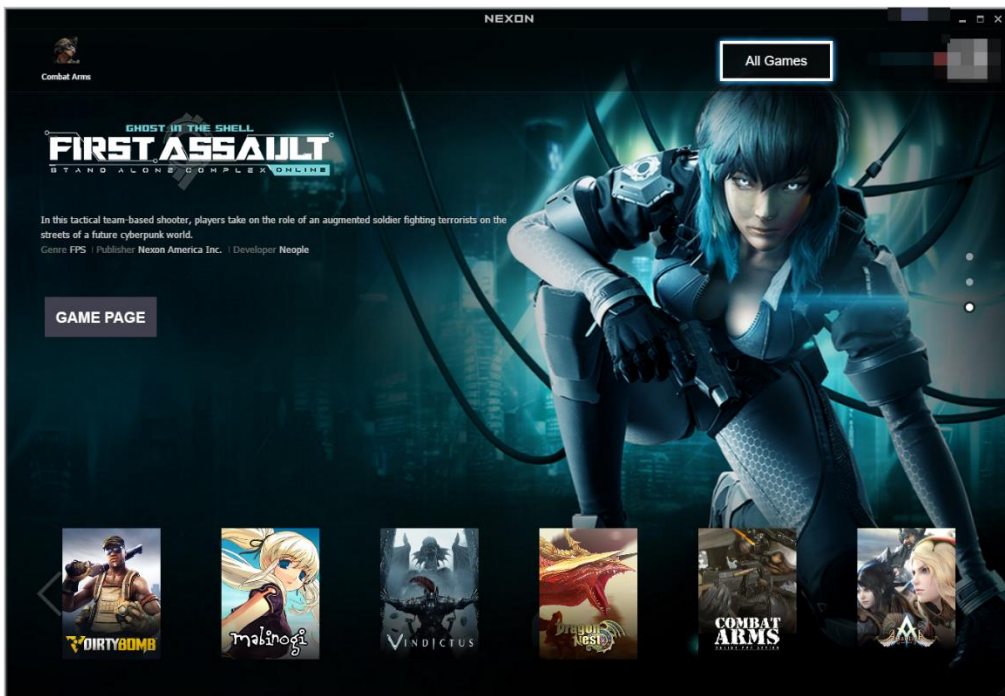 NEXON
Combat Arms
All Games
GHOST IN THE SHELL
FIRST ASSAULT
STAND ALONE COMPLEX ONLINE
In this tactical team-based shooter, players take on the role of an augmented soldier fighting terrorists on the
streets of a future cyberpunk world.
Genre FPS | Publisher Nexon America Inc. | Developer Neople
GAME PAGE
DIRTYBOMB
mabinogi
VINDICTUS
Dragon
Nest
COMBAT
ARMS